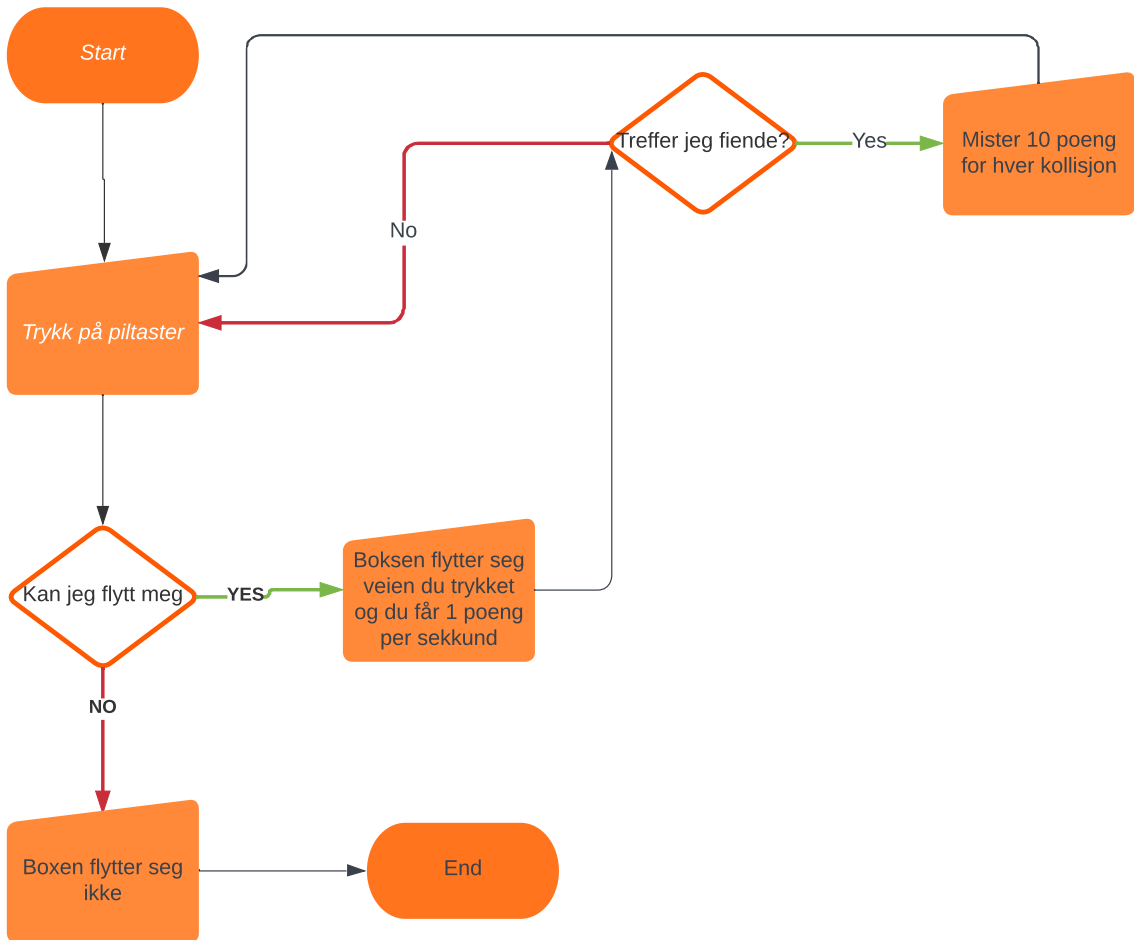 Start
Treffer jeg fiende?
Yes
Mister 10 poeng
for hver kollisjon
No
Trykk på piltaster
Kan jeg flytt meg
YES
Boksen flytter seg
veien du trykket
og du får 1 poeng
per sekkund
NO
Boxen flytter seg
ikke
End